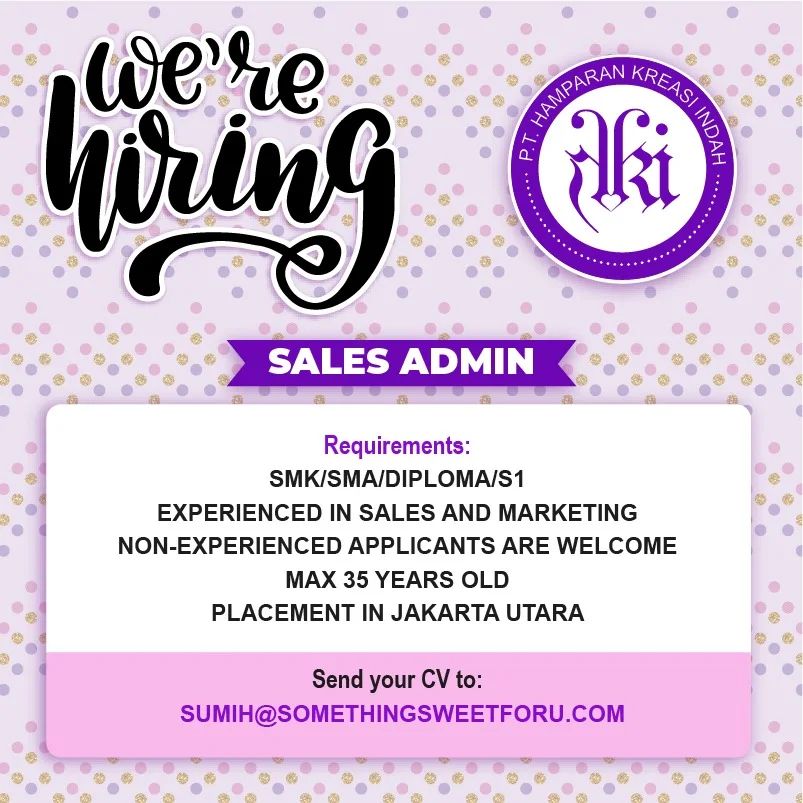 we're
hiring
P.T. HAMPARAN KREASI INDAH
hki
SALES ADMIN
Requirements:
SMK/SMA/DIPLOMA/S1
EXPERIENCED IN SALES AND MARKETING
NON-EXPERIENCED APPLICANTS ARE WELCOME
MAX 35 YEARS OLD
PLACEMENT IN JAKARTA UTARA
Send your CV to:
SUMIH@SOMETHINGSWEETFORU.COM